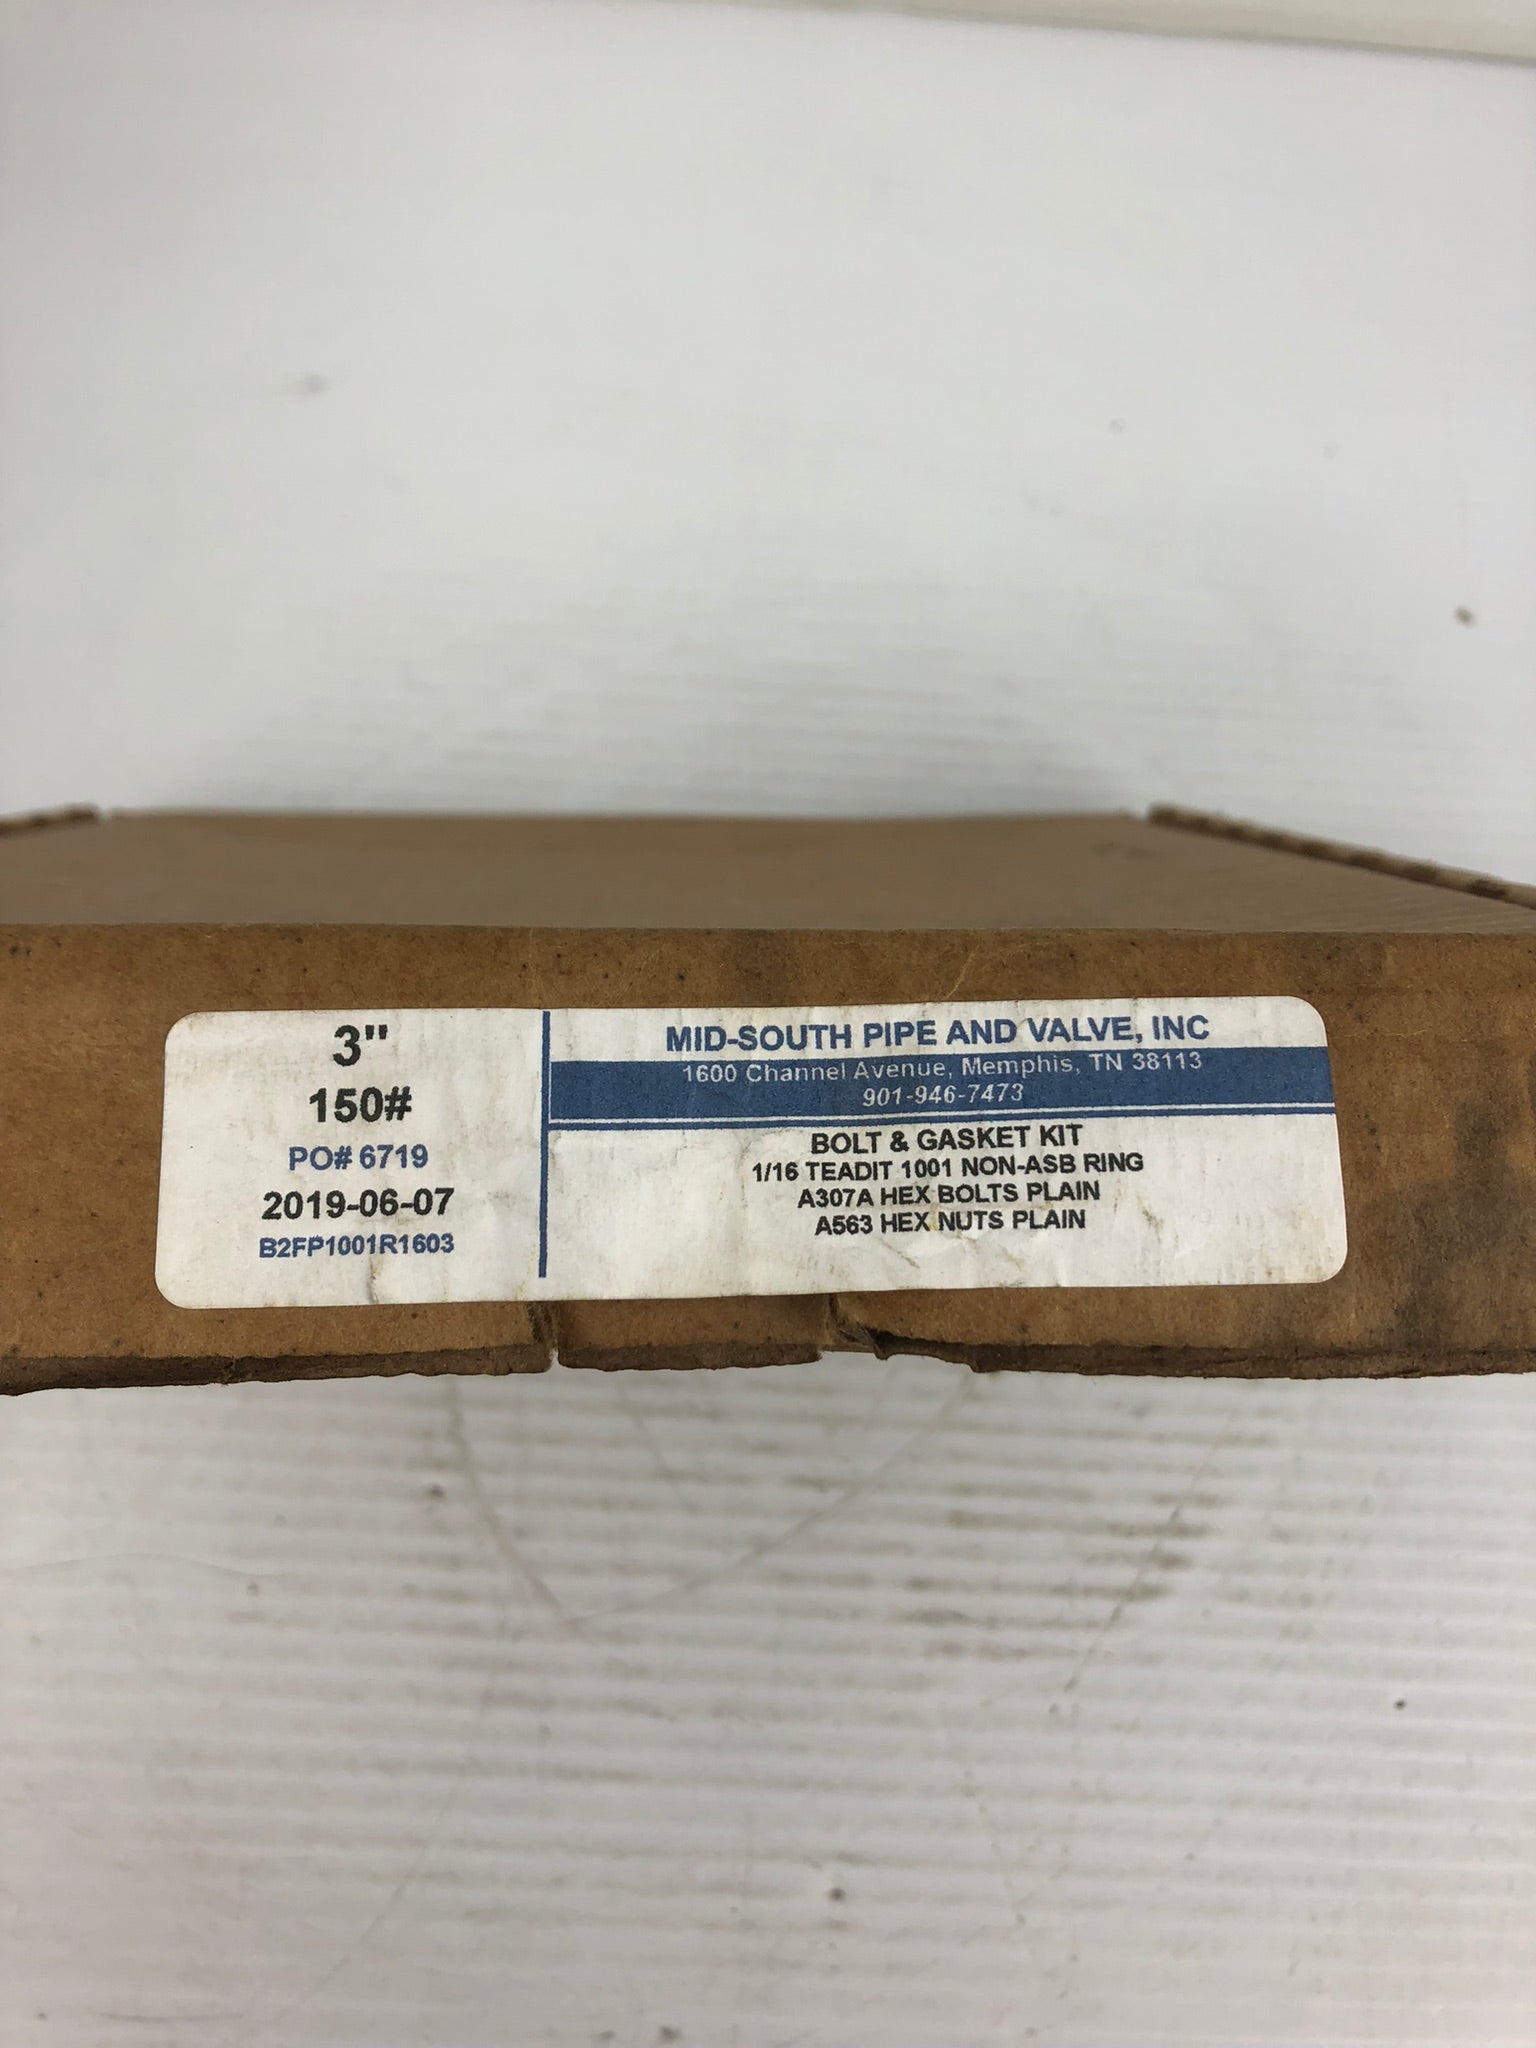 3"
150#
PO# 6719
2019-06-07
B2FP1001R1603
MID-SOUTH PIPE AND VALVE, INC
1600 Channel Avenue, Memphis, TN 38113
901-946-7473
BOLT & GASKET KIT
1/16 TEADIT 1001 NON-ASB RING
A307A HEX BOLTS PLAIN
A563 HEX NUTS PLAIN